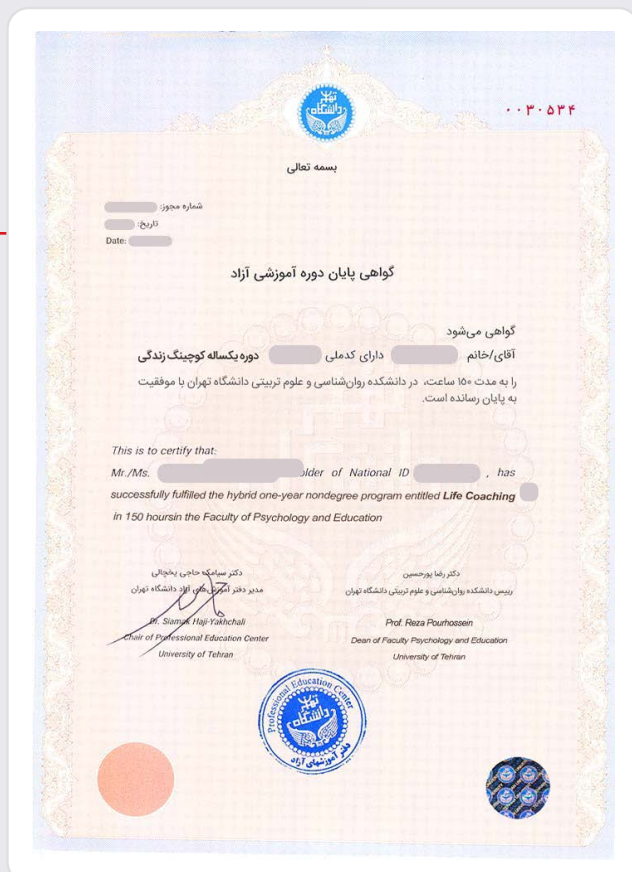 ۰۰۳۰۵۳۴
دانشگاه تهران
بسمه تعالی
شماره مجوز:
تاریخ:
Date:
گواهی پایان دوره آموزشی آزاد
گواهی می‌شود
آقای/خانم دارای کدملی دوره یکساله کوچینگ زندگی
را به مدت ۱۵۰ ساعت، در دانشکده روان‌شناسی و علوم تربیتی دانشگاه تهران با موفقیت
به پایان رسانده است.
This is to certify that:
Mr./Ms. older of National ID , has
successfully fulfilled the hybrid one-year nondegree program entitled Life Coaching
in 150 hoursin the Faculty of Psychology and Education
دکتر رضا پورحسین
رییس دانشکده روان‌شناسی و علوم تربیتی دانشگاه تهران
Prof. Reza Pourhossein
Dean of Faculty Psychology and Education
University of Tehran
دکتر سیامک حاجی یخچالی
مدیر دفتر آموزش‌های آزاد دانشگاه تهران
Dr. Siamak Haji-Yakhchali
Chair of Professional Education Center
University of Tehran
Professional Education Center
دانشگاه تهران
دفتر آموزشهای آزاد